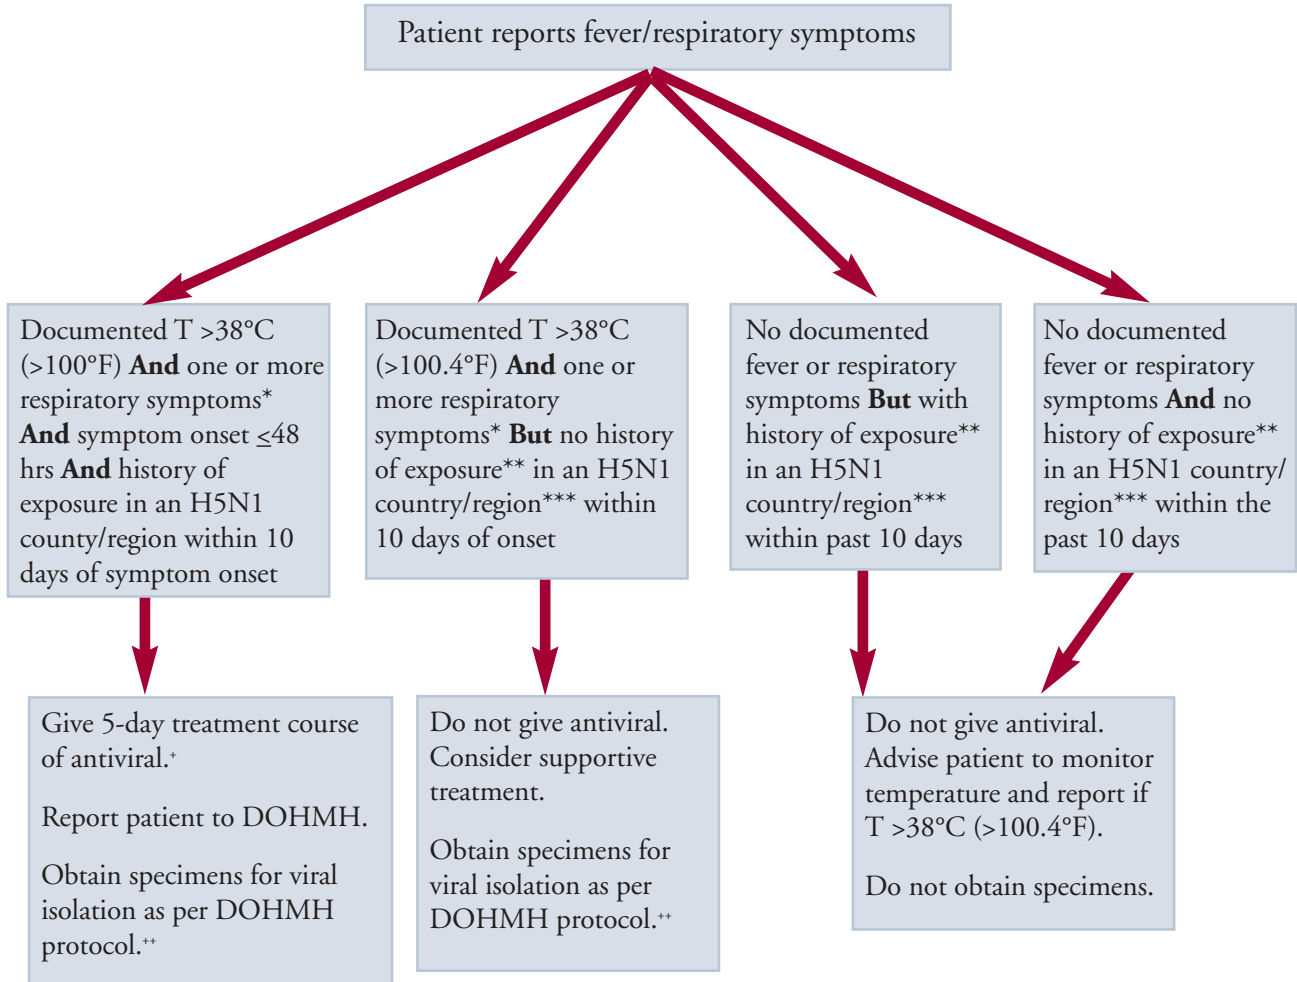 Patient reports fever/respiratory symptoms
Documented T >38°C
(>100°F) And one or more
respiratory symptoms*
And symptom onset ≤48
hrs And history of
exposure in an H5N1
county/region within 10
days of symptom onset
Documented T >38°C
(>100.4°F) And one or
more respiratory
symptoms* But no history
of exposure** in an H5N1
country/region*** within
10 days of onset
No documented
fever or respiratory
symptoms But with
history of exposure**
in an H5N1
country/region***
within past 10 days
No documented
fever or respiratory
symptoms And no
history of exposure**
in an H5N1 country/
region*** within the
past 10 days
Give 5-day treatment course
of antiviral.+
Report patient to DOHMH.
Obtain specimens for viral
isolation as per DOHMH
protocol.++
Do not give antiviral.
Consider supportive
treatment.
Obtain specimens for
viral isolation as per
DOHMH protocol.++
Do not give antiviral.
Advise patient to monitor
temperature and report if
T >38°C (>100.4°F).
Do not obtain specimens.